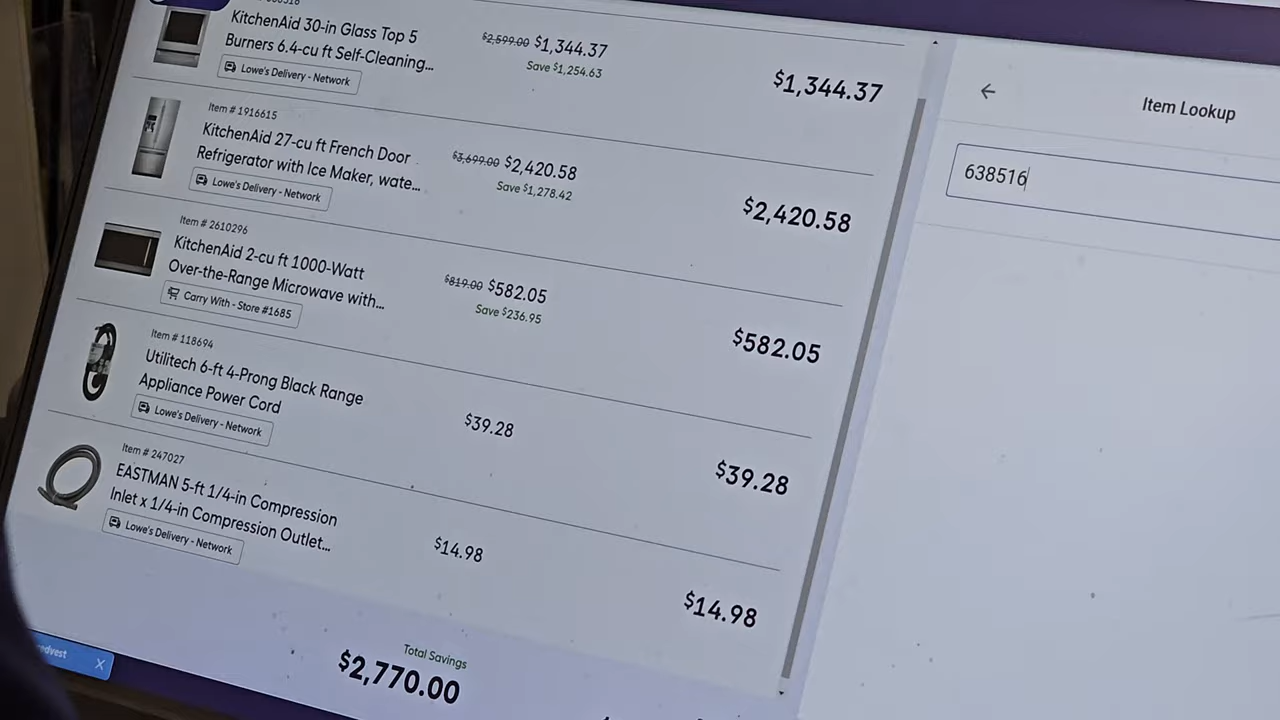 KitchenAid 30-in Glass Top 5
Burners 6.4-cu ft Self-Cleaning...
Lowe's Delivery - Network
$2,599.00 $1,344.37
Save $1,254.63
$1,344.37
Item # 1916615
KitchenAid 27-cu ft French Door
Refrigerator with Ice Maker, wate...
Lowe's Delivery - Network
$3,699.00 $2,420.58
Save $1,278.42
$2,420.58
Item # 2610296
KitchenAid 2-cu ft 1000-Watt
Over-the-Range Microwave with...
Carry With - Store #1685
$819.00 $582.05
Save $236.95
$582.05
Item # 118694
Utilitech 6-ft 4-Prong Black Range
Appliance Power Cord
Lowe's Delivery - Network
$39.28
$39.28
Item # 247027
EASTMAN 5-ft 1/4-in Compression
Inlet x 1/4-in Compression Outlet...
Lowe's Delivery - Network
$14.98
$14.98
Total Savings
$2,770.00
Item Lookup
638516